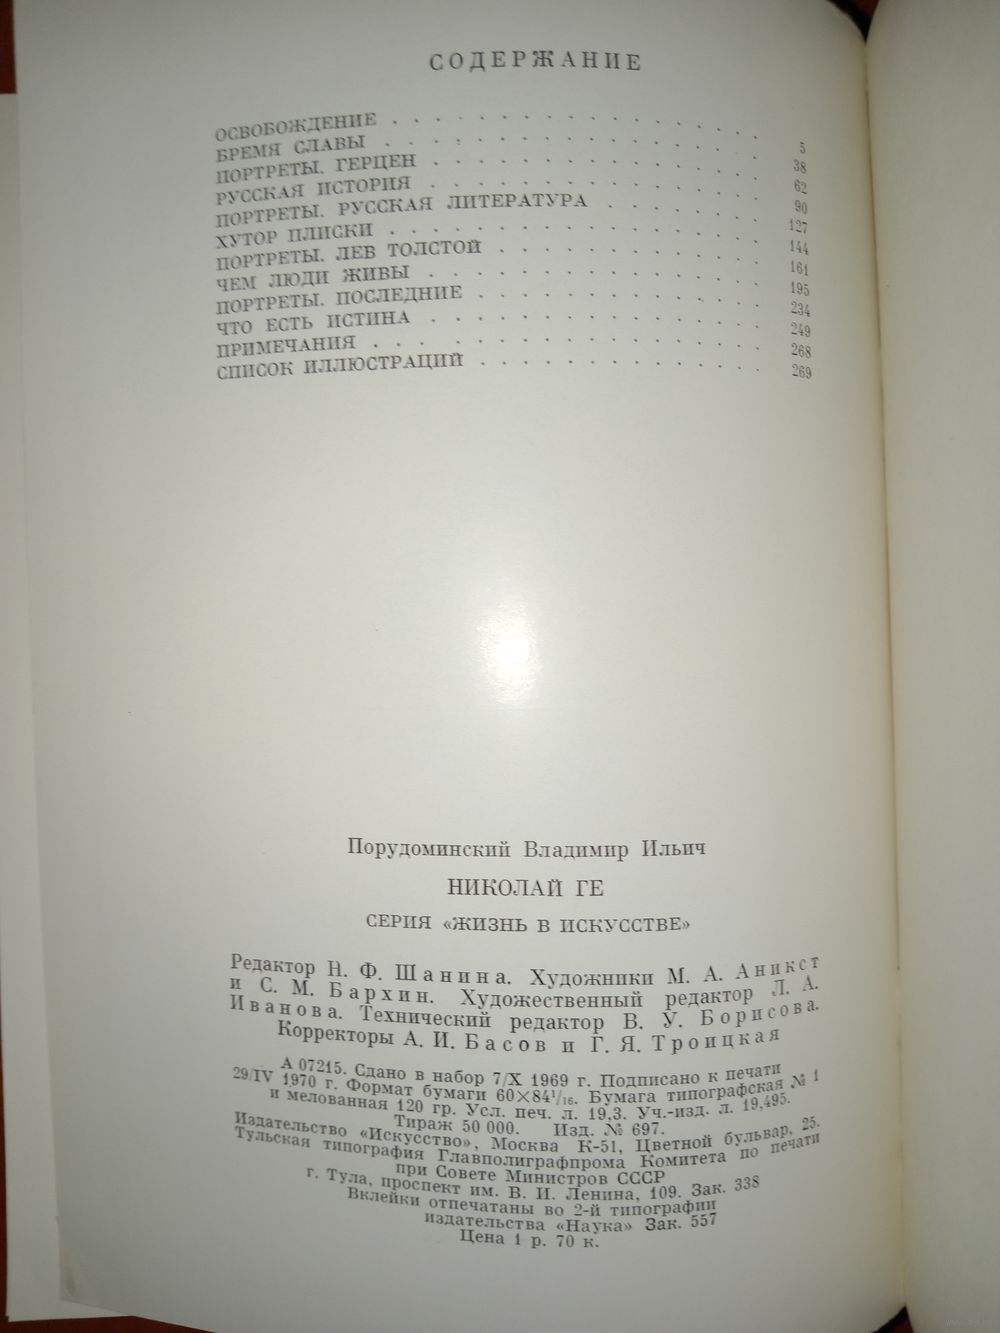 СОДЕРЖАНИЕ
ОСВОБОЖДЕНИЕ . . . . . . . . . . . . . . . . . 5
БРЕМЯ СЛАВЫ . . . . . . . . . . . . . . . . . 38
ПОРТРЕТЫ. ГЕРЦЕН . . . . . . . . . . . . . . . 62
РУССКАЯ ИСТОРИЯ . . . . . . . . . . . . . . . 90
ПОРТРЕТЫ. РУССКАЯ ЛИТЕРАТУРА . . . . . . . 127
ХУТОР ПЛИСКИ . . . . . . . . . . . . . . . . . 144
ПОРТРЕТЫ. ЛЕВ ТОЛСТОЙ . . . . . . . . . . . . 161
ЧЕМ ЛЮДИ ЖИВЫ . . . . . . . . . . . . . . . 195
ПОРТРЕТЫ. ПОСЛЕДНИЕ . . . . . . . . . . . . . 234
ЧТО ЕСТЬ ИСТИНА . . . . . . . . . . . . . . . 249
ПРИМЕЧАНИЯ . . . . . . . . . . . . . . . . . . 268
СПИСОК ИЛЛЮСТРАЦИЙ . . . . . . . . . . . . . 269
Порудоминский Владимир Ильич
НИКОЛАЙ ГЕ
СЕРИЯ «ЖИЗНЬ В ИСКУССТВЕ»
Редактор Н. Ф. Шанина. Художники М. А. Аникст
и С. М. Бархин. Художественный редактор Л. А.
Иванова. Технический редактор В. У. Борисова.
Корректоры А. И. Басов и Г. Я. Троицкая
А 07215. Сдано в набор 7/X 1969 г. Подписано к печати
29/IV 1970 г. Формат бумаги 60×84¹/₁₆. Бумага типографская № 1
и мелованная 120 гр. Усл. печ. л. 19,3. Уч.-изд. л. 19,495.
Тираж 50 000. Изд. № 697.
Издательство «Искусство», Москва К-51, Цветной бульвар, 25.
Тульская типография Главполиграфпрома Комитета по печати
при Совете Министров СССР
г. Тула, проспект им. В. И. Ленина, 109. Зак. 338
Вклейки отпечатаны во 2-й типографии
издательства «Наука» Зак. 557
Цена 1 р. 70 к.